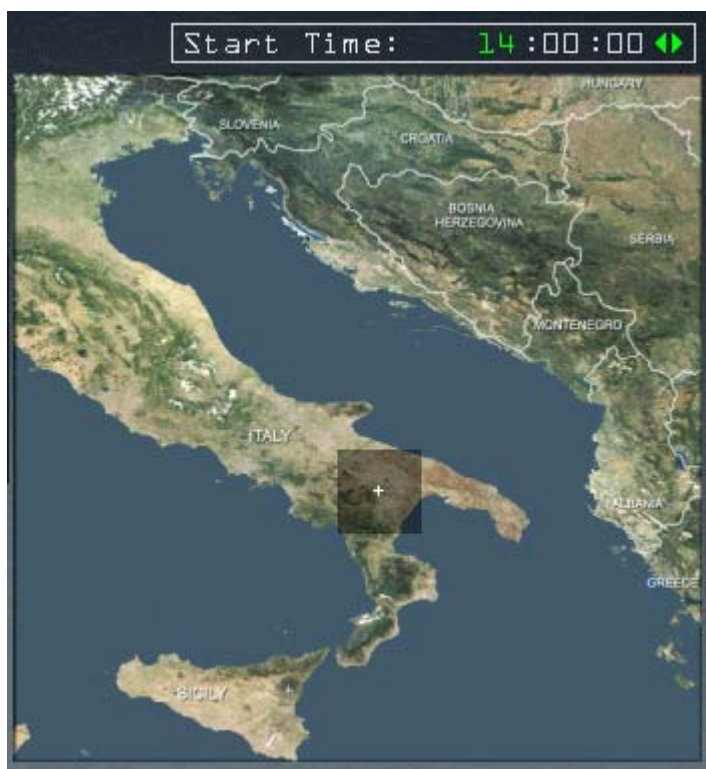 Start Time: 14:00:00
HUNGARY
SLOVENIA
CROATIA
BOSNIA
HERZEGOVINA
SERBIA
MONTENEGRO
ITALY
ALBANIA
GREECE
SICILY